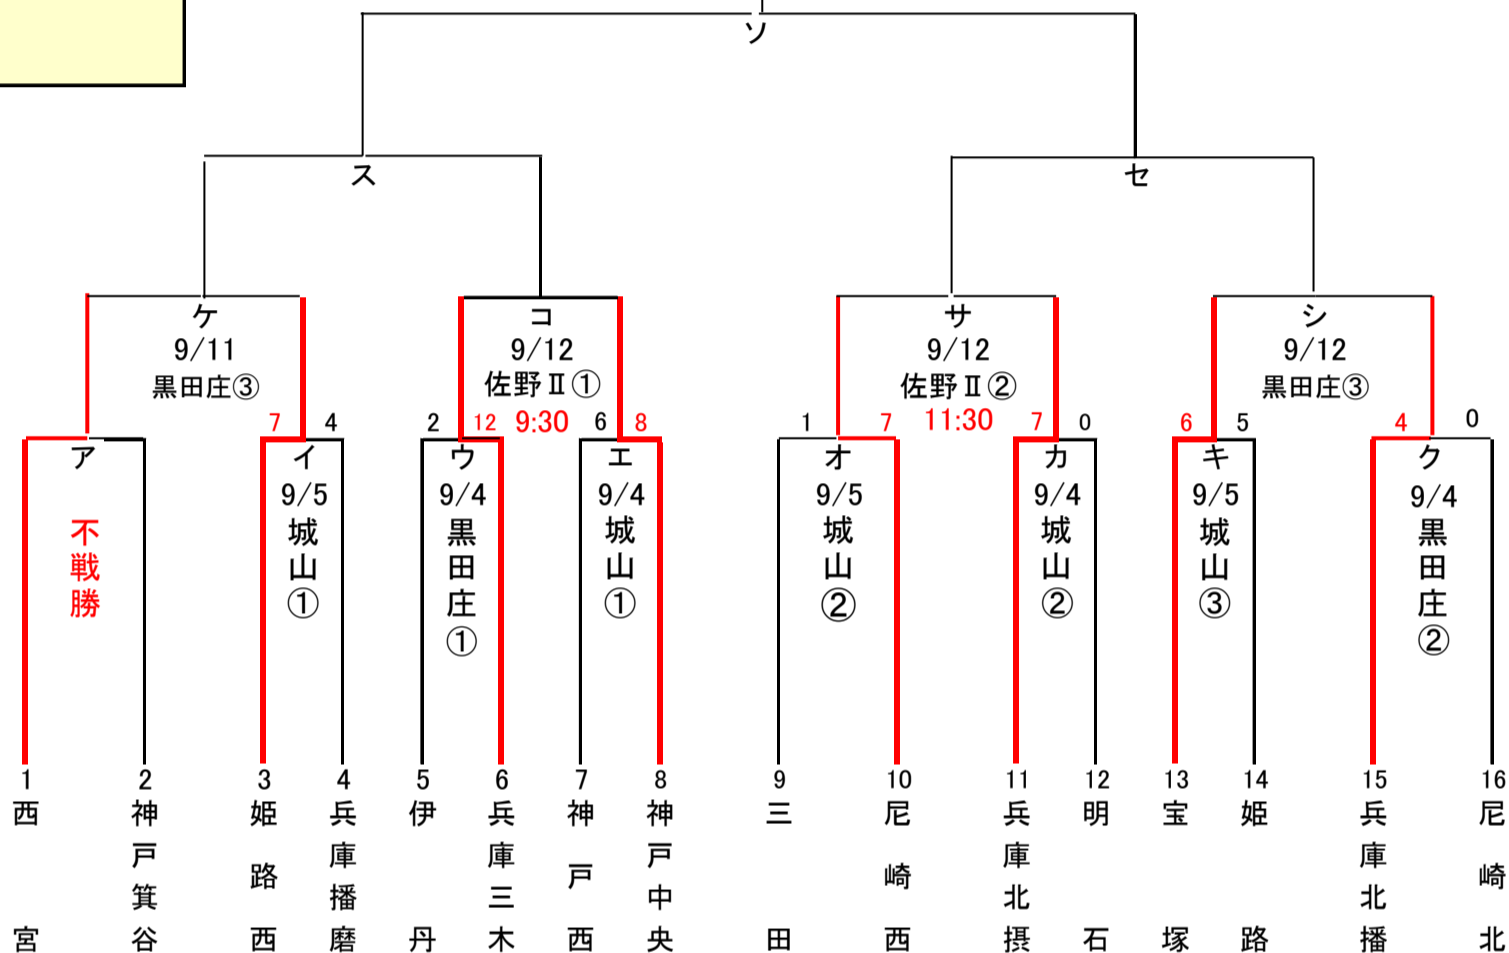 ソ
ス
セ
ケ
9/11
黒田庄③
コ
9/12
佐野Ⅱ①
9:30
サ
9/12
佐野Ⅱ②
11:30
シ
9/12
黒田庄③
7 4
2 12
6 8
1 7
7 0
6 5
4 0
ア
不戦勝
イ
9/5
城山①
ウ
9/4
黒田庄①
エ
9/4
城山①
オ
9/5
城山②
カ
9/4
城山②
キ
9/5
城山③
ク
9/4
黒田庄②
1
西宮
2
神戸箕谷
3
姫路西
4
兵庫播磨
5
伊丹
6
兵庫三木
7
神戸西
8
神戸中央
9
三田
10
尼崎西
11
兵庫北摂
12
明石
13
宝塚
14
姫路
15
兵庫北播
16
尼崎北